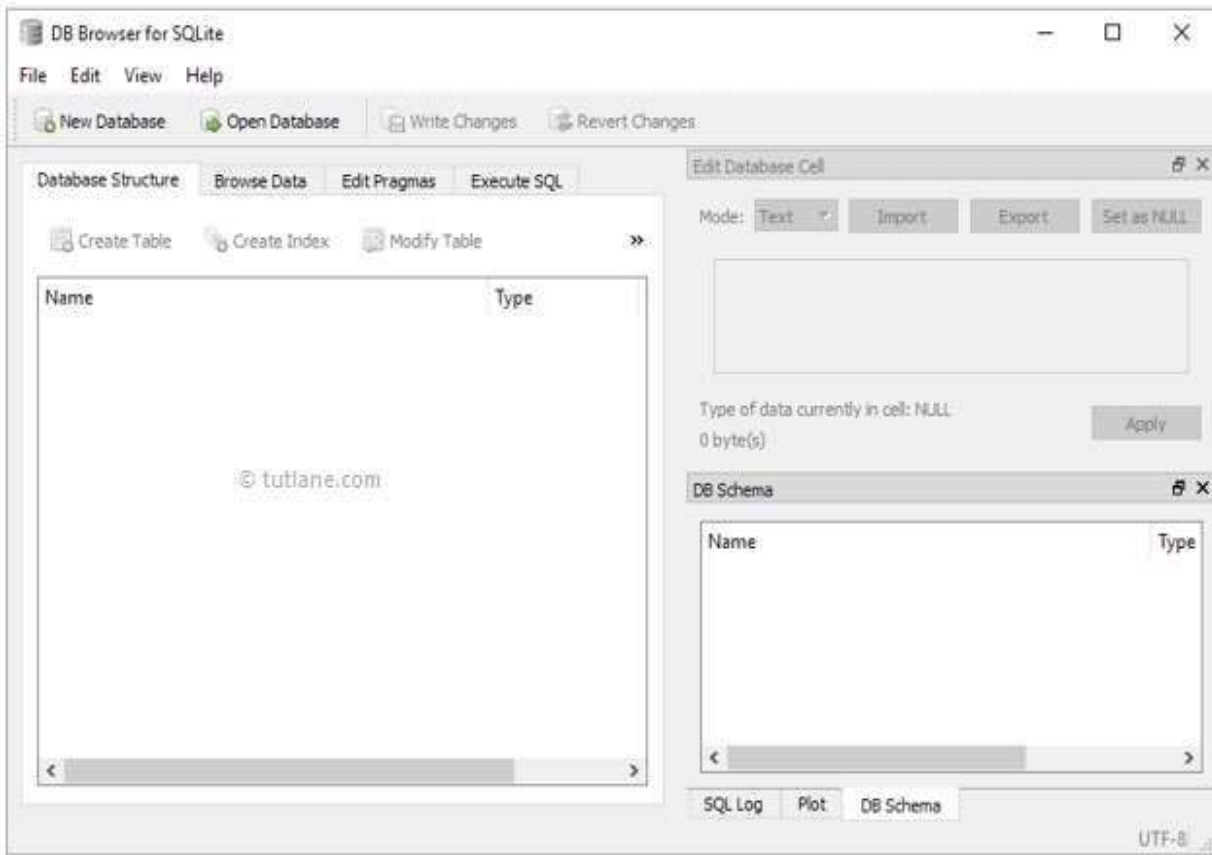 DB Browser for SQLite
File Edit View Help
New Database Open Database Write Changes Revert Changes
Database Structure Browse Data Edit Pragmas Execute SQL
Create Table Create Index Modify Table »
Name Type
© tutlane.com
Edit Database Cell
Mode: Text Import Export Set as NULL
Type of data currently in cell: NULL
0 byte(s)
Apply
DB Schema
Name Type
SQL Log Plot DB Schema
UTF-8